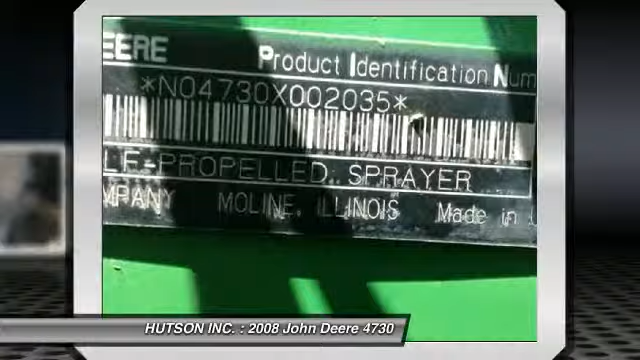 EERE
Product Identification Num
*N04730X002035*
LF-PROPELLED SPRAYER
MPANY MOLINE, ILLINOIS Made in U
HUTSON INC. : 2008 John Deere 4730